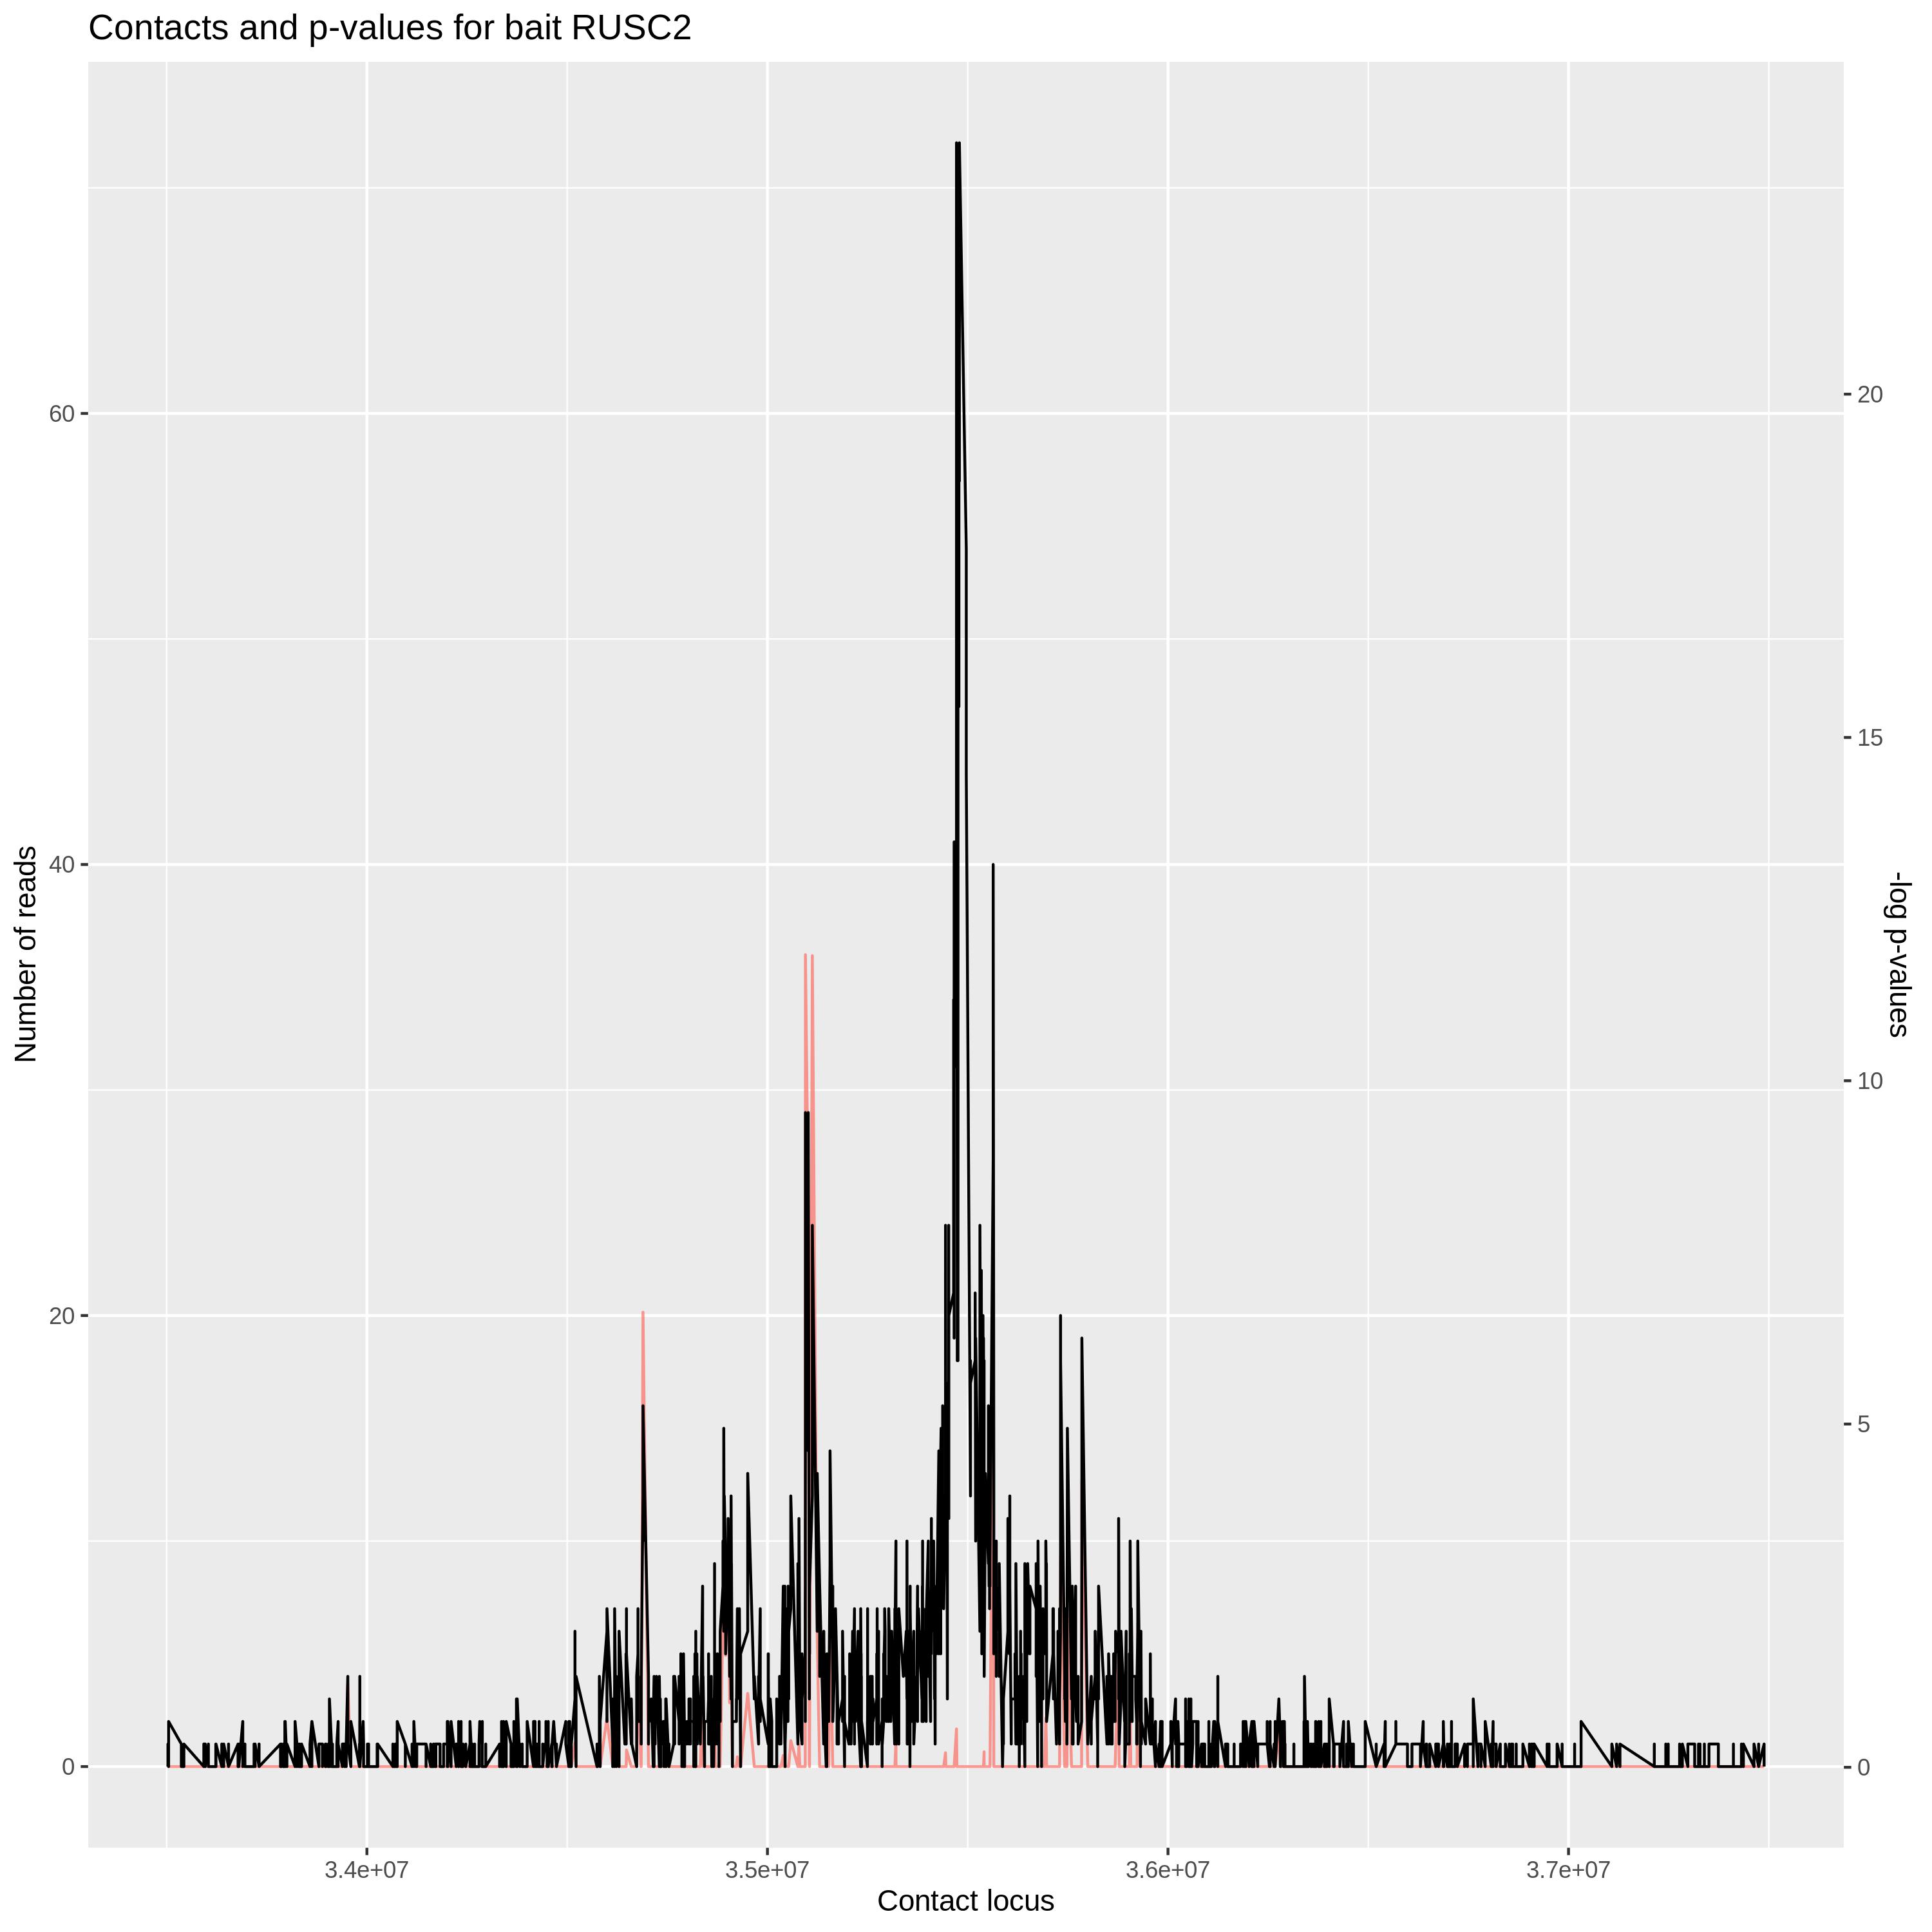 Contacts and p-values for bait RUSC2
60
40
20
0
Number of reads
20
15
10
5
0
-log p-values
3.4e+07
3.5e+07
3.6e+07
3.7e+07
Contact locus